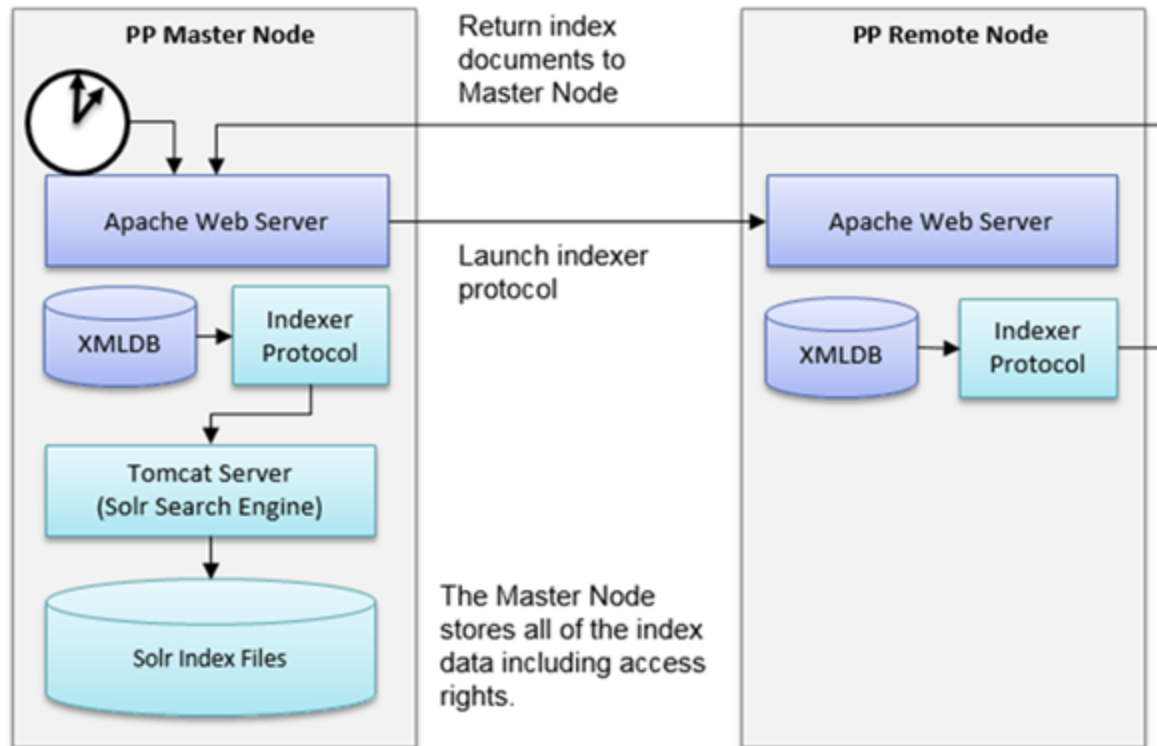 PP Master Node
Return index
documents to
Master Node
PP Remote Node
Apache Web Server
Apache Web Server
Launch indexer
protocol
XMLDB
Indexer
Protocol
XMLDB
Indexer
Protocol
Tomcat Server
(Solr Search Engine)
The Master Node
stores all of the index
data including access
rights.
Solr Index Files